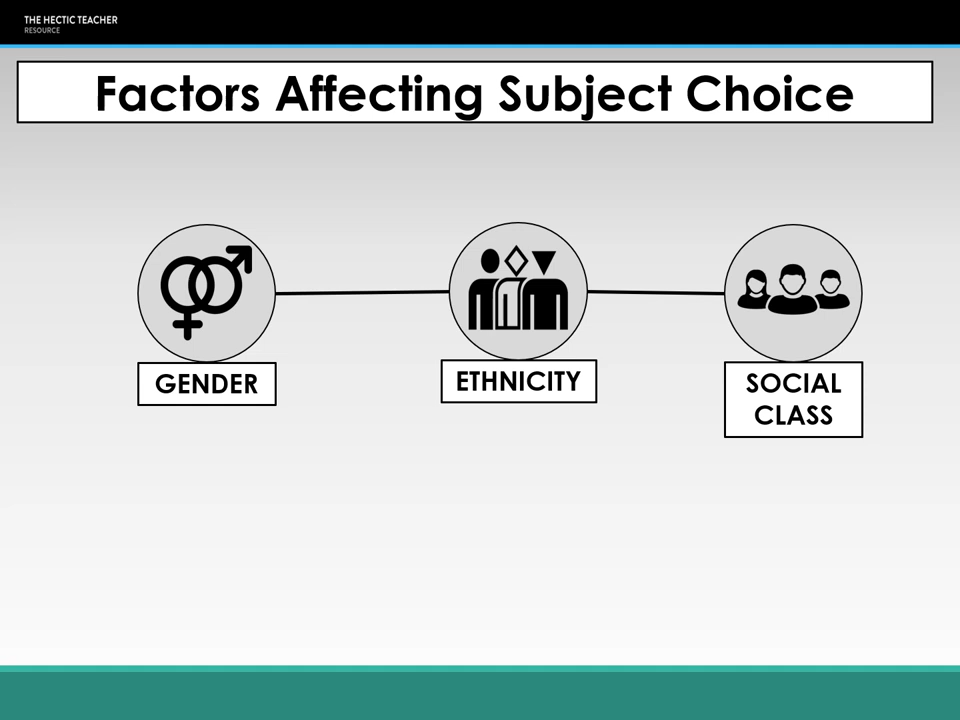 THE HECTIC TEACHER
RESOURCE
Factors Affecting Subject Choice
GENDER
ETHNICITY
SOCIAL
CLASS